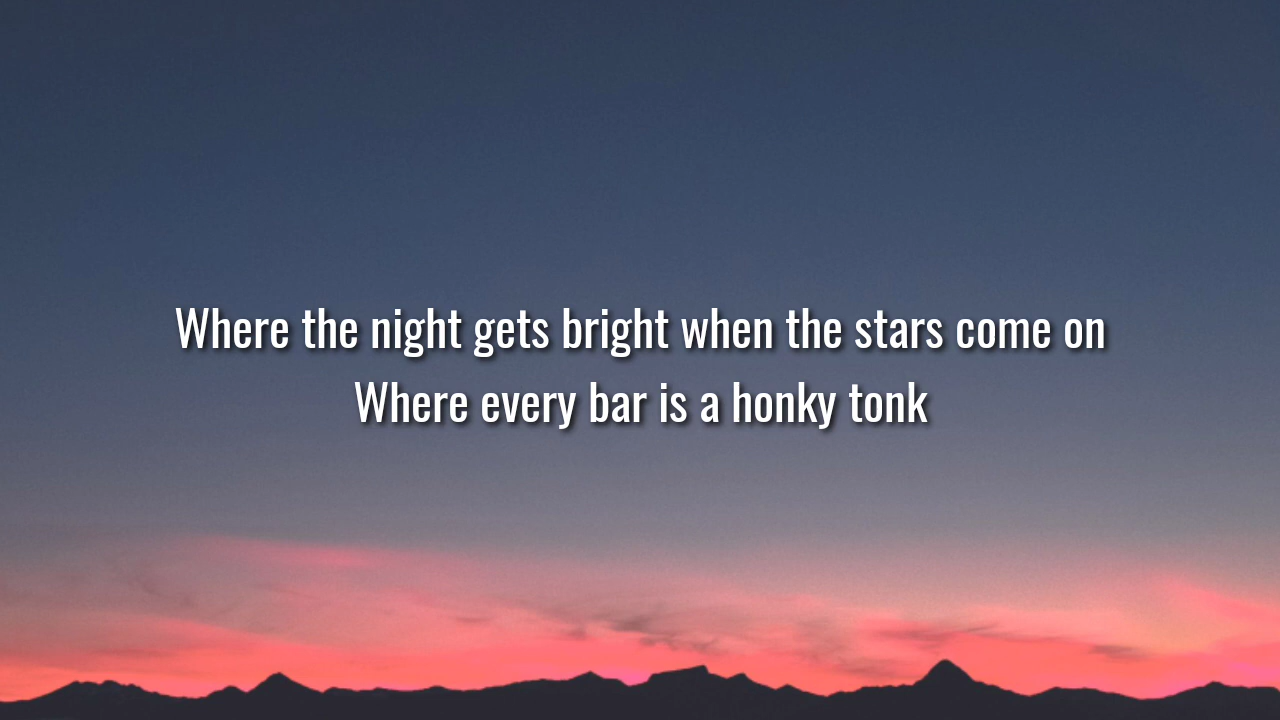 Where the night gets bright when the stars come on
Where every bar is a honky tonk